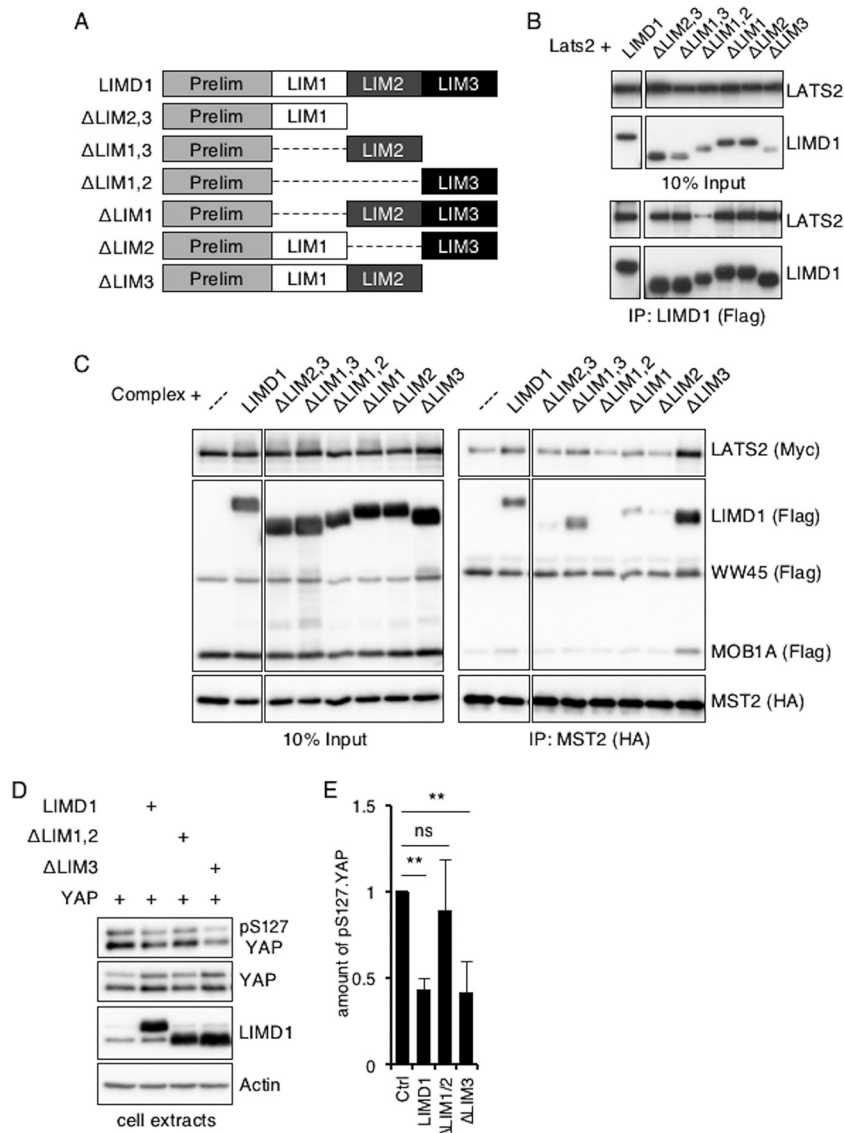 A
LIMD1 Prelim LIM1 LIM2 LIM3
ΔLIM2,3 Prelim LIM1
ΔLIM1,3 Prelim LIM2
ΔLIM1,2 Prelim LIM3
ΔLIM1 Prelim LIM2 LIM3
ΔLIM2 Prelim LIM1 LIM3
ΔLIM3 Prelim LIM1 LIM2
B
Lats2 + LIMD1 ΔLIM2,3 ΔLIM1,3 ΔLIM1,2 ΔLIM1 ΔLIM2 ΔLIM3
LATS2
LIMD1
10% Input
LATS2
LIMD1
IP: LIMD1 (Flag)
C
Complex + ---- LIMD1 ΔLIM2,3 ΔLIM1,3 ΔLIM1,2 ΔLIM1 ΔLIM2 ΔLIM3
---- LIMD1 ΔLIM2,3 ΔLIM1,3 ΔLIM1,2 ΔLIM1 ΔLIM2 ΔLIM3
LATS2 (Myc)
LIMD1 (Flag)
WW45 (Flag)
MOB1A (Flag)
MST2 (HA)
10% Input
IP: MST2 (HA)
D
LIMD1 +
ΔLIM1,2 +
ΔLIM3 +
YAP + + + +
pS127
YAP
YAP
LIMD1
Actin
cell extracts
E
amount of pS127.YAP
1.5
1
0.5
0
**
ns
**
Ctrl
LIMD1
ΔLIM1/2
ΔLIM3